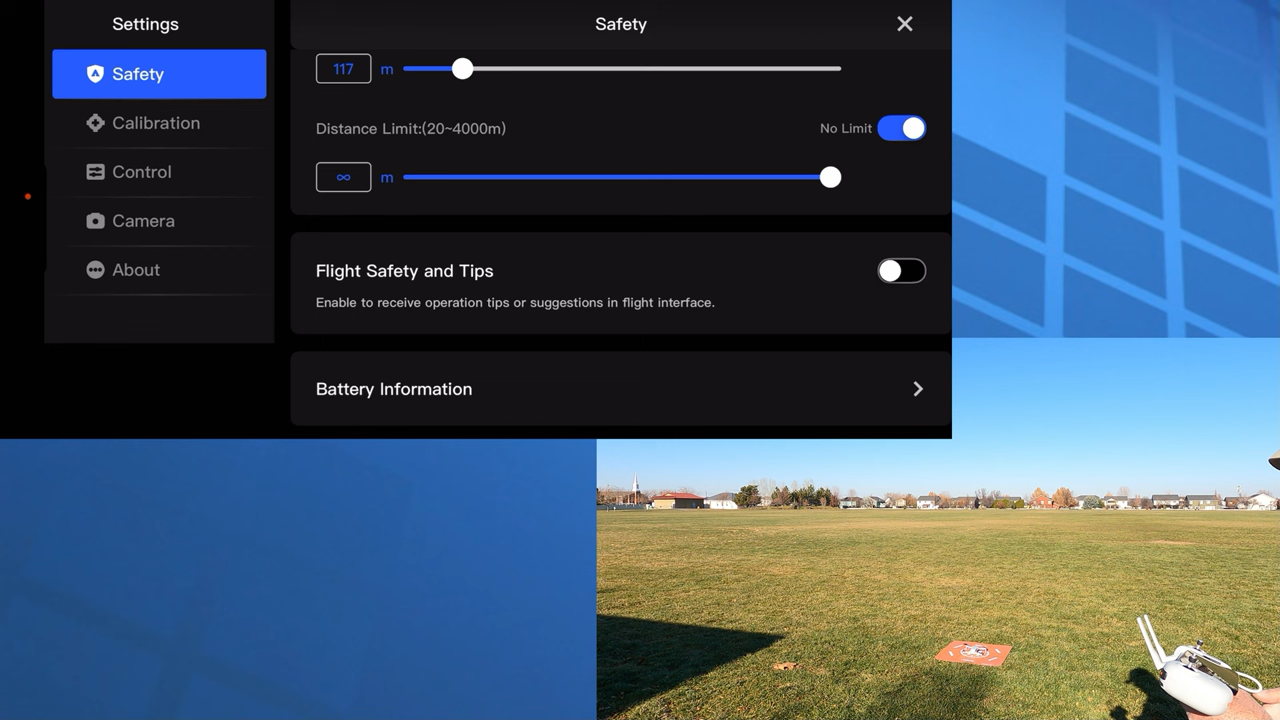 Settings
Safety
Calibration
Control
Camera
About
Safety
117 m
Distance Limit:(20~4000m)
No Limit
∞ m
Flight Safety and Tips
Enable to receive operation tips or suggestions in flight interface.
Battery Information